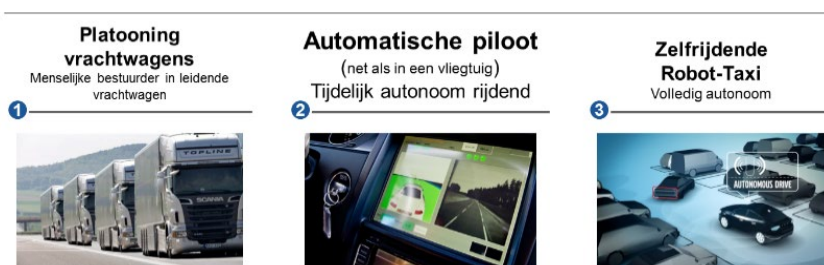 Platooning
vrachtwagens
Menselijke bestuurder in leidende
vrachtwagen
1
Automatische piloot
(net als in een vliegtuig)
Tijdelijk autonoom rijdend
2
Zelfrijdende
Robot-Taxi
Volledig autonoom
3
TOPLINE
SCANIA
AUTONOMOUS DRIVE